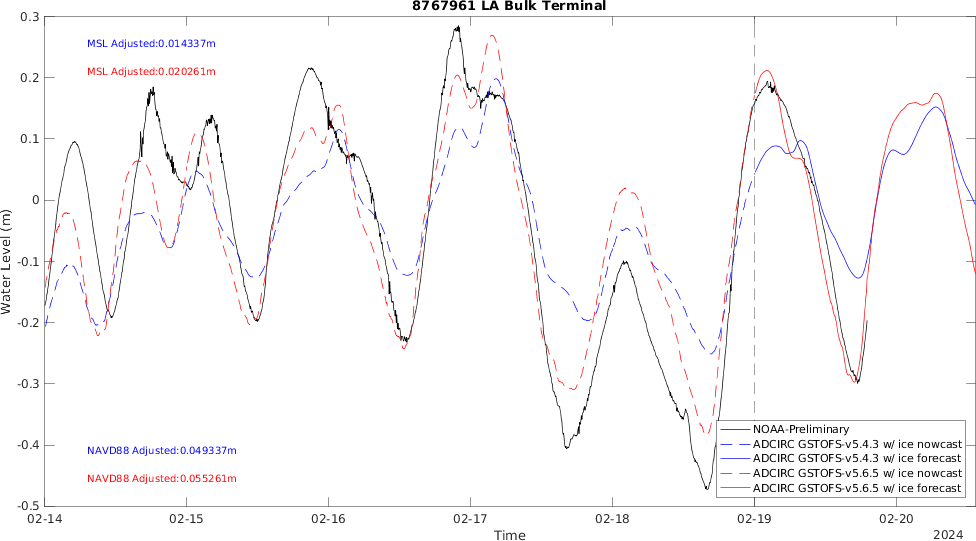 8767961 LA Bulk Terminal
MSL Adjusted:0.014337m
MSL Adjusted:0.020261m
NAVD88 Adjusted:0.049337m
NAVD88 Adjusted:0.055261m
NOAA-Preliminary
ADCIRC GSTOFS-v5.4.3 w/ ice nowcast
ADCIRC GSTOFS-v5.4.3 w/ ice forecast
ADCIRC GSTOFS-v5.6.5 w/ ice nowcast
ADCIRC GSTOFS-v5.6.5 w/ ice forecast
Water Level (m)
0.3
0.2
0.1
0
-0.1
-0.2
-0.3
-0.4
-0.5
02-14 02-15 02-16 02-17 02-18 02-19 02-20
Time
2024